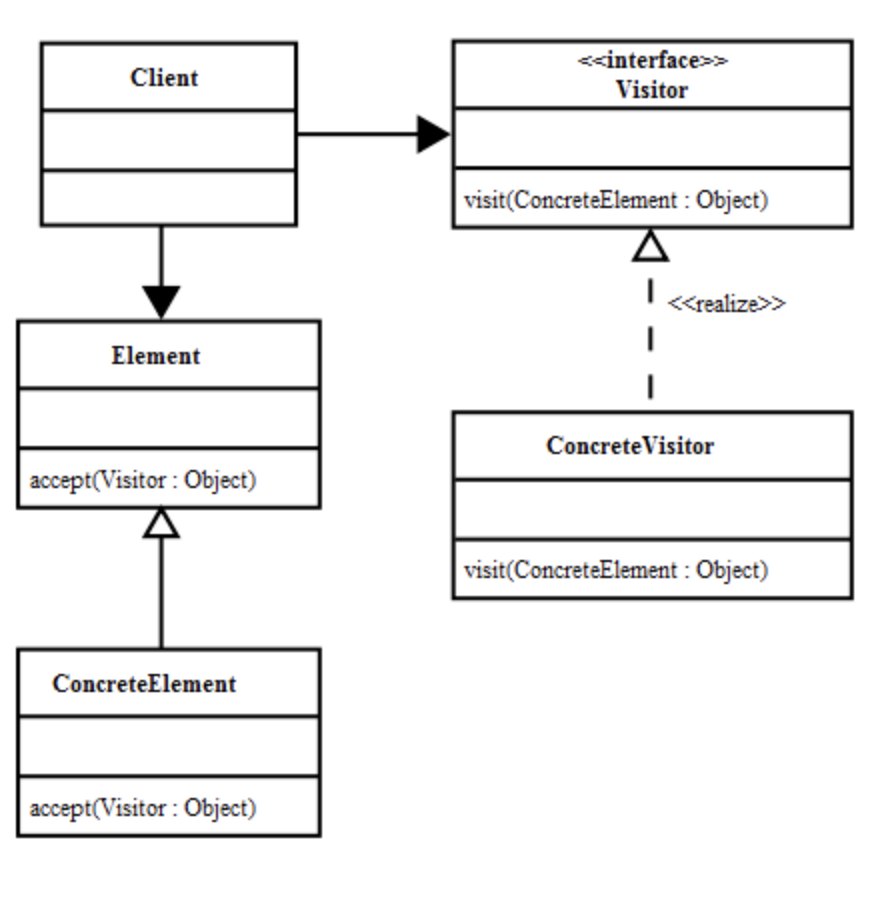 Client
<<interface>>
Visitor
visit(ConcreteElement : Object)
<<realize>>
Element
accept(Visitor : Object)
ConcreteVisitor
visit(ConcreteElement : Object)
ConcreteElement
accept(Visitor : Object)